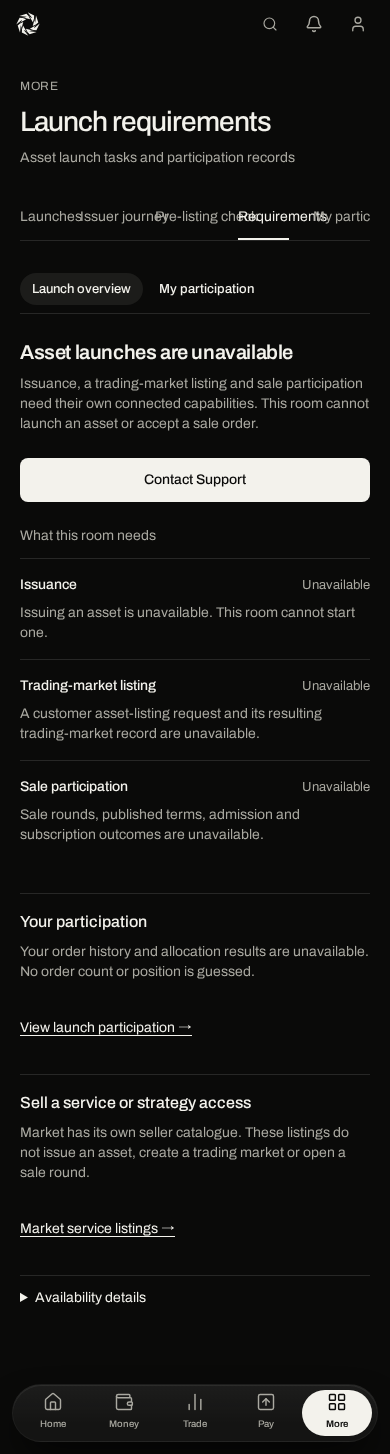 MORE
Launch requirements
Asset launch tasks and participation records
Launches Issuer journey Pre-listing check Requirements My partic
Launch overview My participation
Asset launches are unavailable
Issuance, a trading-market listing and sale participation
need their own connected capabilities. This room cannot
launch an asset or accept a sale order.
Contact Support
What this room needs
Issuance Unavailable
Issuing an asset is unavailable. This room cannot start
one.
Trading-market listing Unavailable
A customer asset-listing request and its resulting
trading-market record are unavailable.
Sale participation Unavailable
Sale rounds, published terms, admission and
subscription outcomes are unavailable.
Your participation
Your order history and allocation results are unavailable.
No order count or position is guessed.
View launch participation →
Sell a service or strategy access
Market has its own seller catalogue. These listings do
not issue an asset, create a trading market or open a
sale round.
Market service listings →
Availability details
Home Money Trade Pay More